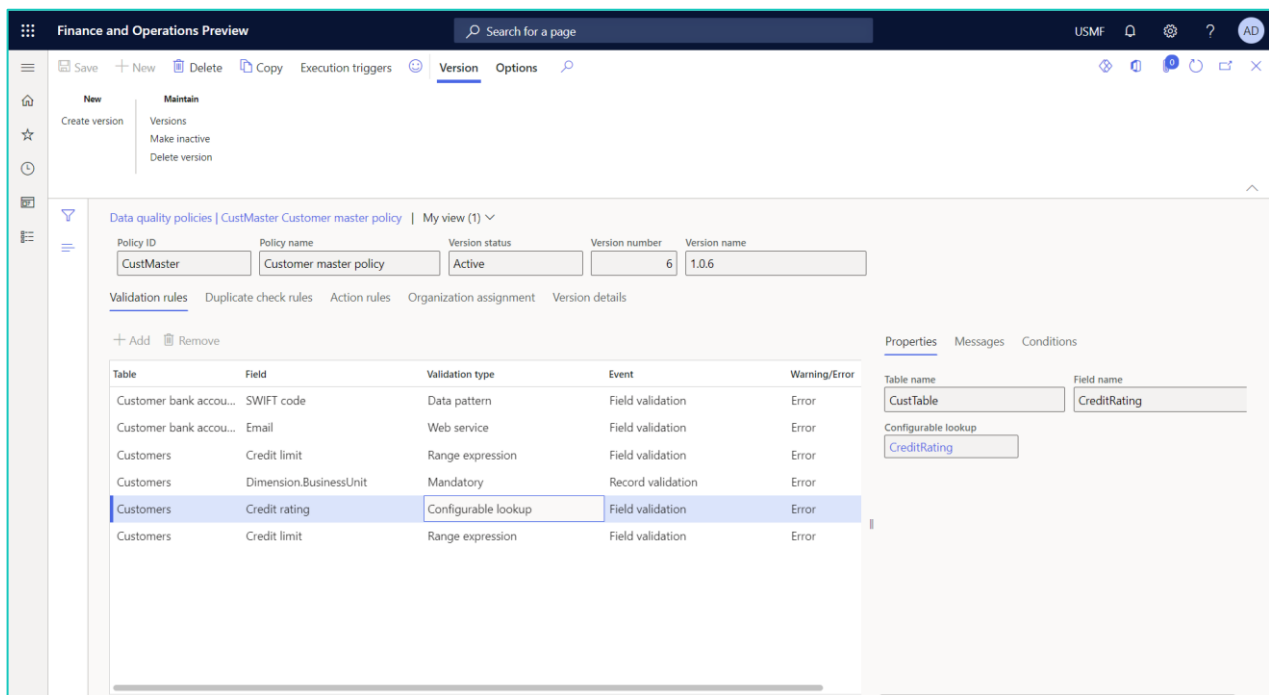 Finance and Operations Preview
Search for a page
USMF
?
AD
Save
New
Delete
Copy
Execution triggers
Version
Options
0
New
Maintain
Create version
Versions
Make inactive
Delete version
Data quality policies | CustMaster Customer master policy | My view (1)
Policy ID Policy name Version status Version number Version name
CustMaster Customer master policy Active 6 1.0.6
Validation rules Duplicate check rules Action rules Organization assignment Version details
Add Remove
Table Field Validation type Event Warning/Error
Customer bank accou... SWIFT code Data pattern Field validation Error
Customer bank accou... Email Web service Field validation Error
Customers Credit limit Range expression Field validation Error
Customers Dimension.BusinessUnit Mandatory Record validation Error
Customers Credit rating Configurable lookup Field validation Error
Customers Credit limit Range expression Field validation Error
Properties Messages Conditions
Table name Field name
CustTable CreditRating
Configurable lookup
CreditRating